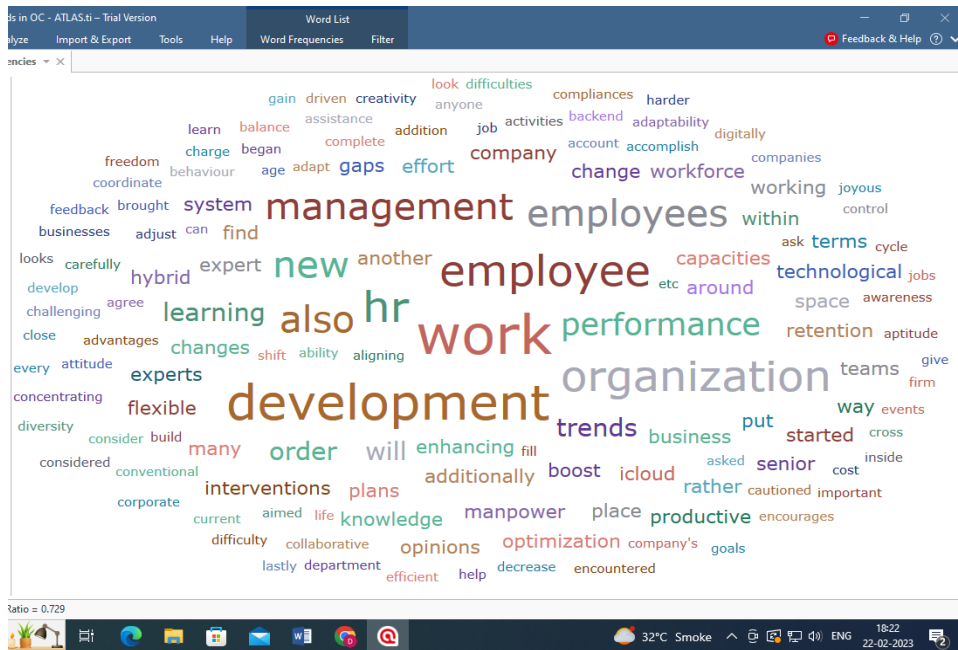 ds in OC - ATLAS.ti – Trial Version Word List
alyze Import & Export Tools Help Word Frequencies Filter Feedback & Help
encies
look difficulties
gain driven creativity anyone compliances harder
learn balance assistance addition job activities backend adaptability digitally
charge began complete company account accomplish companies
freedom behaviour age adapt gaps effort change workforce
coordinate working joyous
feedback brought system management employees within control
businesses adjust can find ask terms cycle
looks carefully hybrid expert new another employee etc around capacities technological jobs
develop space awareness
challenging agree learning also hr work performance retention aptitude
close advantages changes shift ability aligning organization teams give
every attitude experts firm
concentrating flexible development way events
diversity trends business put started cross
consider build many order will enhancing fill inside
considered conventional additionally boost icloud asked senior cost
interventions plans rather cautioned important
corporate current aimed life knowledge manpower place productive encourages
difficulty collaborative opinions optimization company's goals
lastly department efficient help decrease encountered
Ratio = 0.729
32°C Smoke ENG 18:22
22-02-2023 2